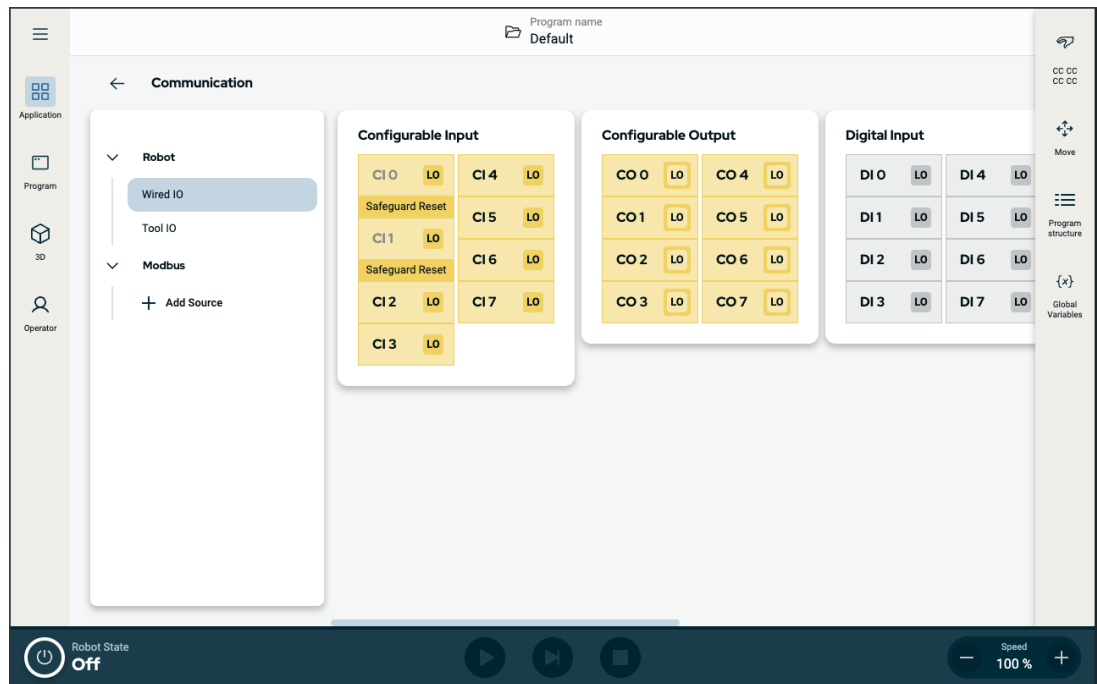 Program name
Default
Application
Program
3D
Operator
Communication
Robot
Wired IO
Tool IO
Modbus
Add Source
Configurable Input
CI 0 LO CI 4 LO
Safeguard Reset
CI 5 LO
CI 1 LO
CI 6 LO
Safeguard Reset
CI 2 LO CI 7 LO
CI 3 LO
Configurable Output
CO 0 LO CO 4 LO
CO 1 LO CO 5 LO
CO 2 LO CO 6 LO
CO 3 LO CO 7 LO
Digital Input
DI 0 LO DI 4 LO
DI 1 LO DI 5 LO
DI 2 LO DI 6 LO
DI 3 LO DI 7 LO
CC CC
CC CC
Move
Program
structure
{x}
Global
Variables
Robot State
Off
Speed
100 %